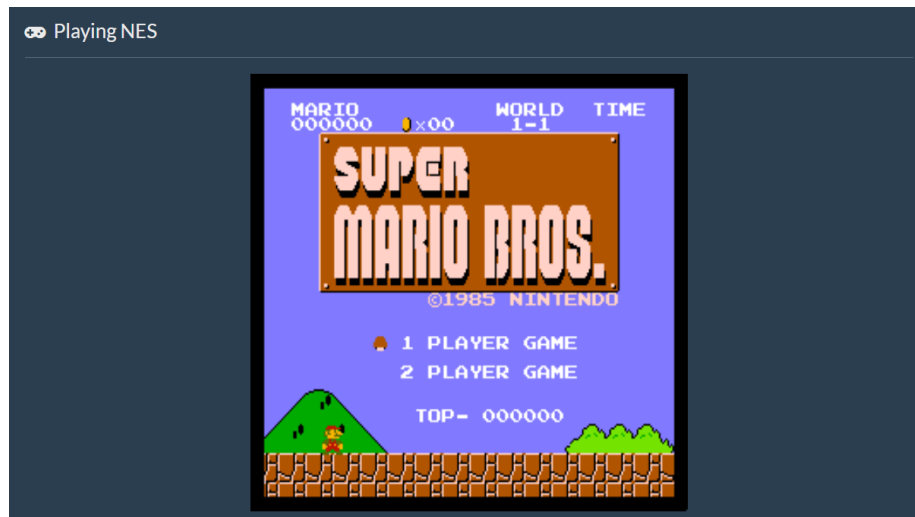 Playing NES
MARIO WORLD TIME
000000 ×00 1-1
SUPER
MARIO BROS.
©1985 NINTENDO
1 PLAYER GAME
2 PLAYER GAME
TOP- 000000